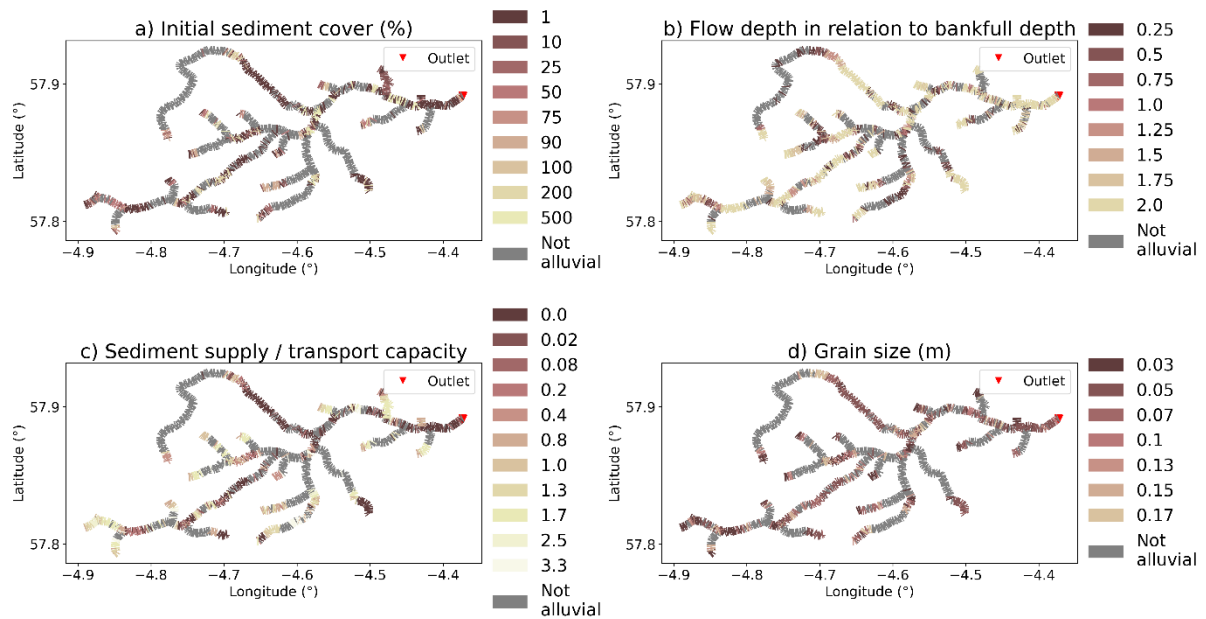 a) Initial sediment cover (%)
Outlet
57.9
57.8
Latitude (°)
−4.9 −4.8 −4.7 −4.6 −4.5 −4.4
Longitude (°)
1
10
25
50
75
90
100
200
500
Not
alluvial
b) Flow depth in relation to bankfull depth
Outlet
57.9
57.8
Latitude (°)
−4.9 −4.8 −4.7 −4.6 −4.5 −4.4
Longitude (°)
0.25
0.5
0.75
1.0
1.25
1.5
1.75
2.0
Not
alluvial
c) Sediment supply / transport capacity
Outlet
57.9
57.8
Latitude (°)
−4.9 −4.8 −4.7 −4.6 −4.5 −4.4
Longitude (°)
0.0
0.02
0.08
0.2
0.4
0.8
1.0
1.3
1.7
2.5
3.3
Not
alluvial
d) Grain size (m)
Outlet
57.9
57.8
Latitude (°)
−4.9 −4.8 −4.7 −4.6 −4.5 −4.4
Longitude (°)
0.03
0.05
0.07
0.1
0.13
0.15
0.17
Not
alluvial